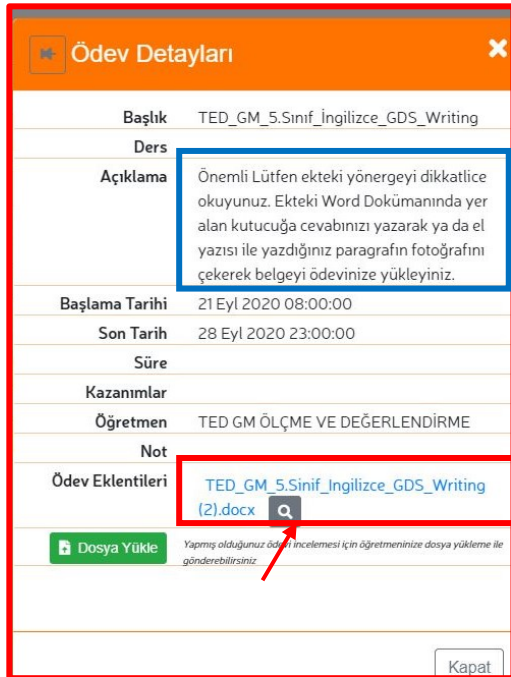 Ödev Detayları
Başlık TED_GM_5.Sınıf_İngilizce_GDS_Writing
Ders
Açıklama Önemli Lütfen ekteki yönergeyi dikkatlice
okuyunuz. Ekteki Word Dokümanında yer
alan kutucuğa cevabınızı yazarak ya da el
yazısı ile yazdığınız paragrafın fotoğrafını
çekerek belgeyi ödevinize yükleyiniz.
Başlama Tarihi 21 Eyl 2020 08:00:00
Son Tarih 28 Eyl 2020 23:00:00
Süre
Kazanımlar
Öğretmen TED GM ÖLÇME VE DEĞERLENDİRME
Not
Ödev Eklentileri TED_GM_5.Sinif_Ingilizce_GDS_Writing
(2).docx
Dosya Yükle Yapmış olduğunuz ödevi incelemesi için öğretmeninize dosya yükleme ile
gönderebilirsiniz
Kapat